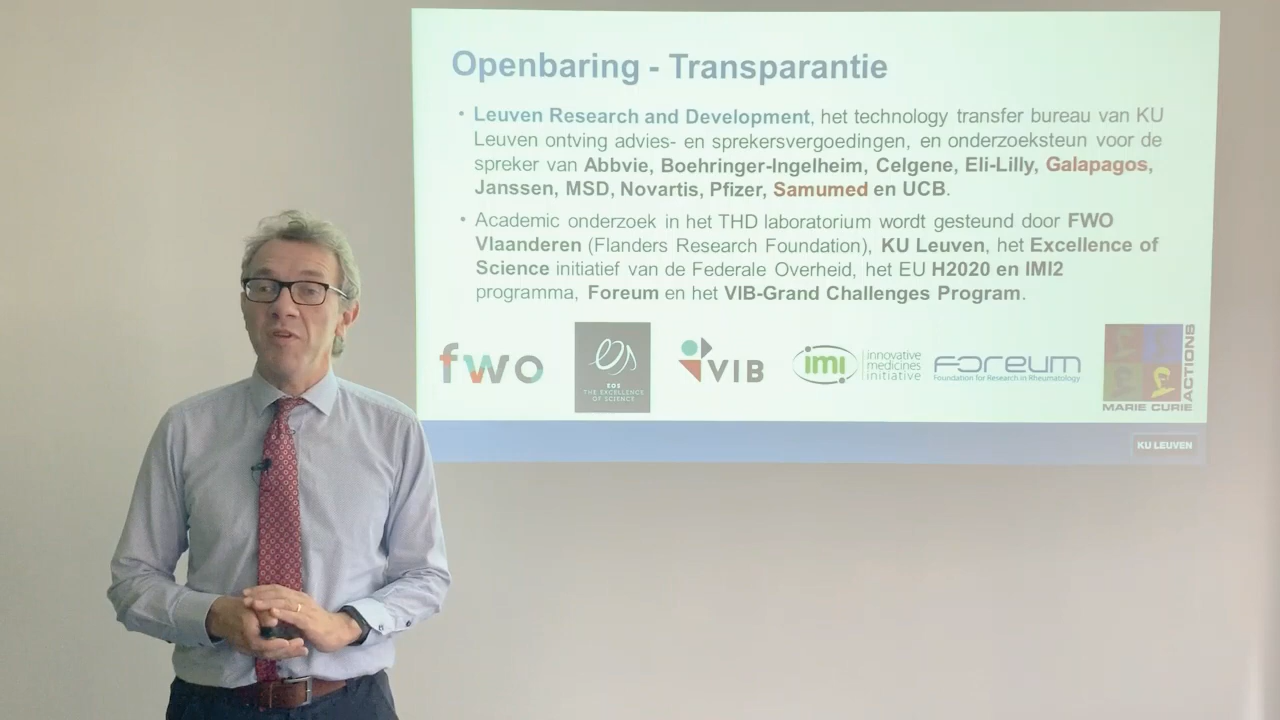 Openbaring - Transparantie
• Leuven Research and Development, het technology transfer bureau van KU
Leuven ontving advies- en sprekersvergoedingen, en onderzoeksteun voor de
spreker van Abbvie, Boehringer-Ingelheim, Celgene, Eli-Lilly, Galapagos,
Janssen, MSD, Novartis, Pfizer, Samumed en UCB.
• Academic onderzoek in het THD laboratorium wordt gesteund door FWO
Vlaanderen (Flanders Research Foundation), KU Leuven, het Excellence of
Science initiatief van de Federale Overheid, het EU H2020 en IMI2
programma, Foreum en het VIB-Grand Challenges Program.
fwo
eos
EOS
THE EXCELLENCE
OF SCIENCE
VIB
imi
innovative
medicines
initiative
FOREUM
Foundation for Research in Rheumatology
MARIE CURIE
ACTIONS
KU LEUVEN